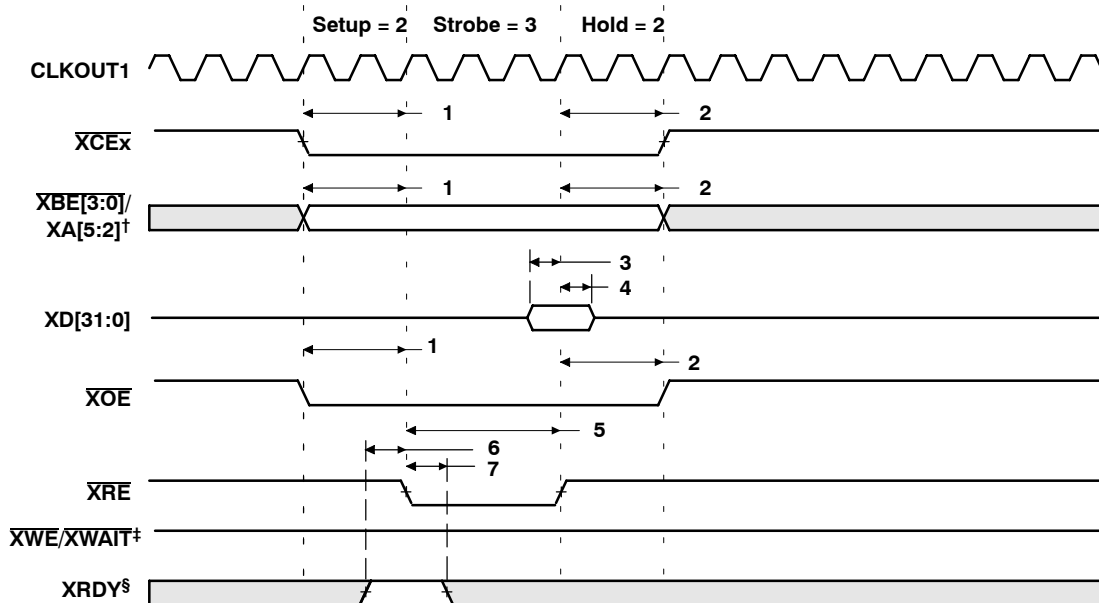 Setup = 2 Strobe = 3 Hold = 2
CLKOUT1
1 2
XCEx
1 2
XBE[3:0]/
XA[5:2]†
3
4
XD[31:0]
1
2
XOE
5
6
7
XRE
XWE/XWAIT‡
XRDY§